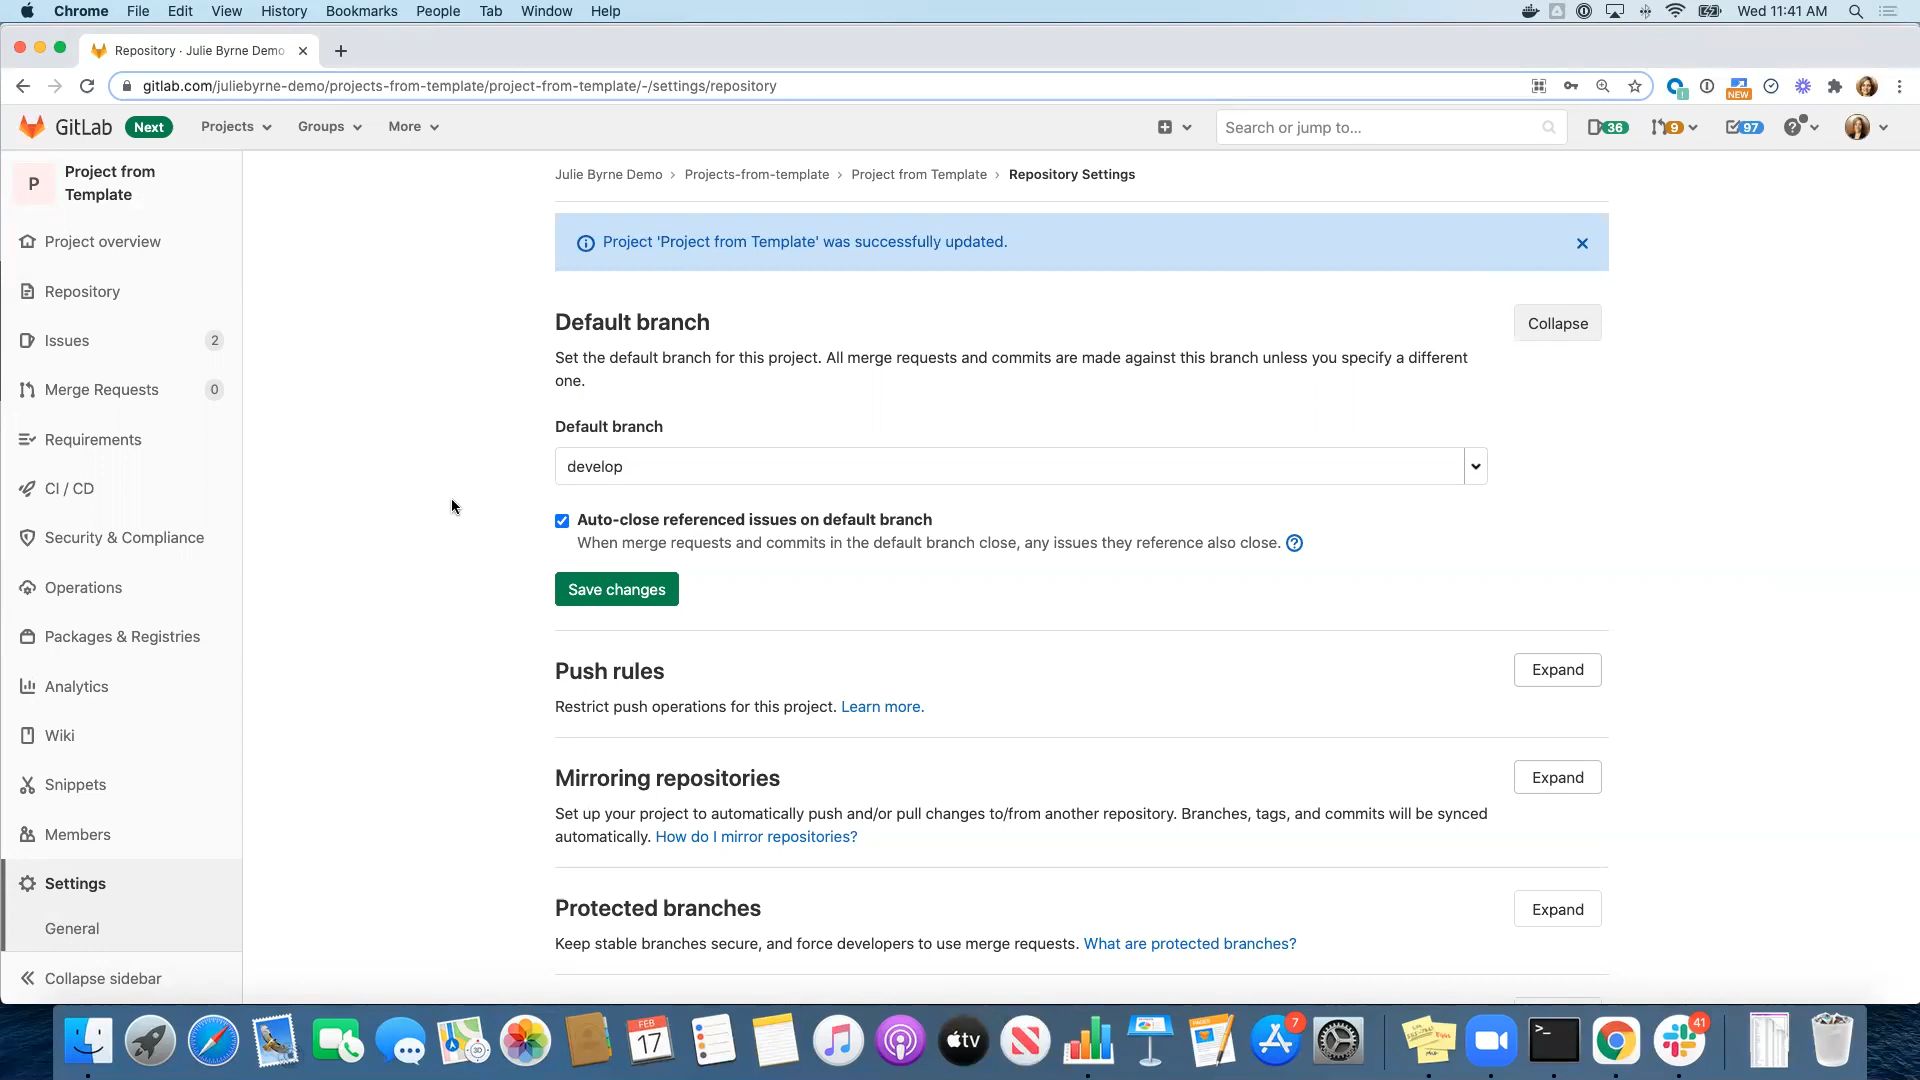 Chrome File Edit View History Bookmarks People Tab Window Help
Wed 11:41 AM
Repository · Julie Byrne Demo
gitlab.com/juliebyrne-demo/projects-from-template/project-from-template/-/settings/repository
NEW
GitLab Next Projects Groups More
Search or jump to...
36 9 97
P Project from
Template
Project overview
Repository
Issues 2
Merge Requests 0
Requirements
CI / CD
Security & Compliance
Operations
Packages & Registries
Analytics
Wiki
Snippets
Members
Settings
General
Collapse sidebar
Julie Byrne Demo › Projects-from-template › Project from Template › Repository Settings
Project 'Project from Template' was successfully updated.
Default branch
Collapse
Set the default branch for this project. All merge requests and commits are made against this branch unless you specify a different
one.
Default branch
develop
Auto-close referenced issues on default branch
When merge requests and commits in the default branch close, any issues they reference also close.
Save changes
Push rules
Expand
Restrict push operations for this project. Learn more.
Mirroring repositories
Expand
Set up your project to automatically push and/or pull changes to/from another repository. Branches, tags, and commits will be synced
automatically. How do I mirror repositories?
Protected branches
Expand
Keep stable branches secure, and force developers to use merge requests. What are protected branches?
FEB
17
3D
tv
7
41